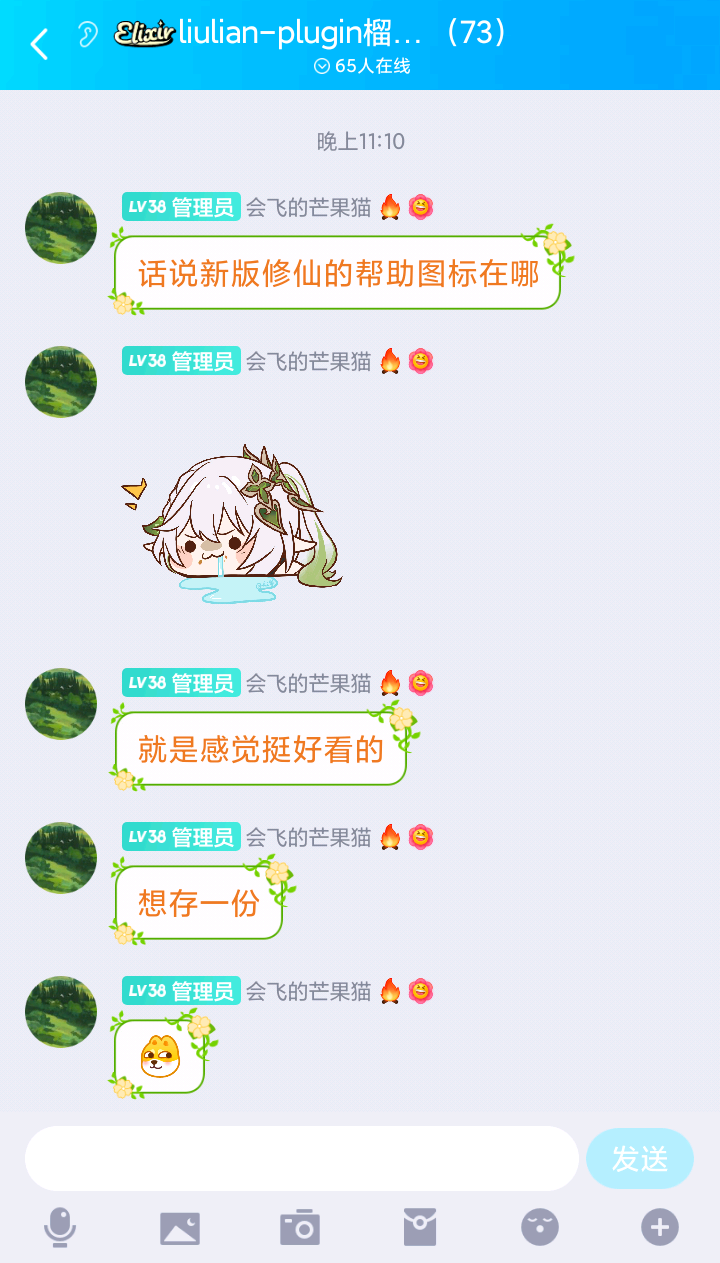 Elixir liulian-plugin榴... （73）
65人在线
晚上11:10
LV38 管理员 会飞的芒果猫
话说新版修仙的帮助图标在哪
LV38 管理员 会飞的芒果猫
LV38 管理员 会飞的芒果猫
就是感觉挺好看的
LV38 管理员 会飞的芒果猫
想存一份
LV38 管理员 会飞的芒果猫
发送